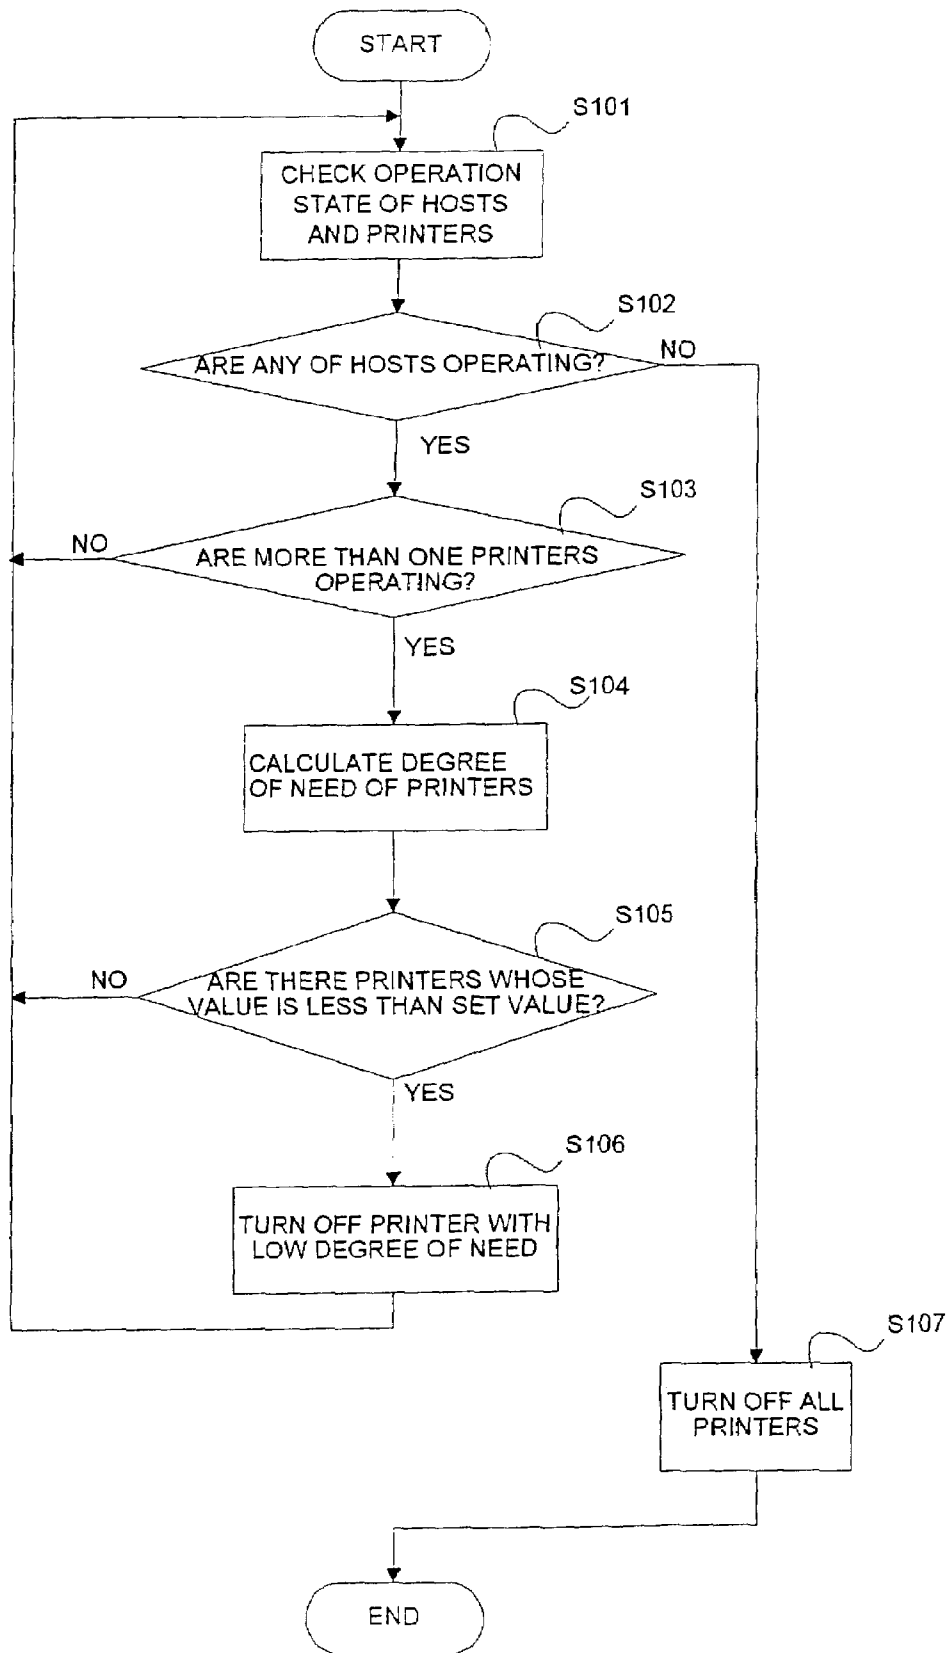 START
S101
CHECK OPERATION
STATE OF HOSTS
AND PRINTERS
S102
ARE ANY OF HOSTS OPERATING?
NO
YES
S103
NO
ARE MORE THAN ONE PRINTERS
OPERATING?
YES
S104
CALCULATE DEGREE
OF NEED OF PRINTERS
S105
NO
ARE THERE PRINTERS WHOSE
VALUE IS LESS THAN SET VALUE?
YES
S106
TURN OFF PRINTER WITH
LOW DEGREE OF NEED
S107
TURN OFF ALL
PRINTERS
END